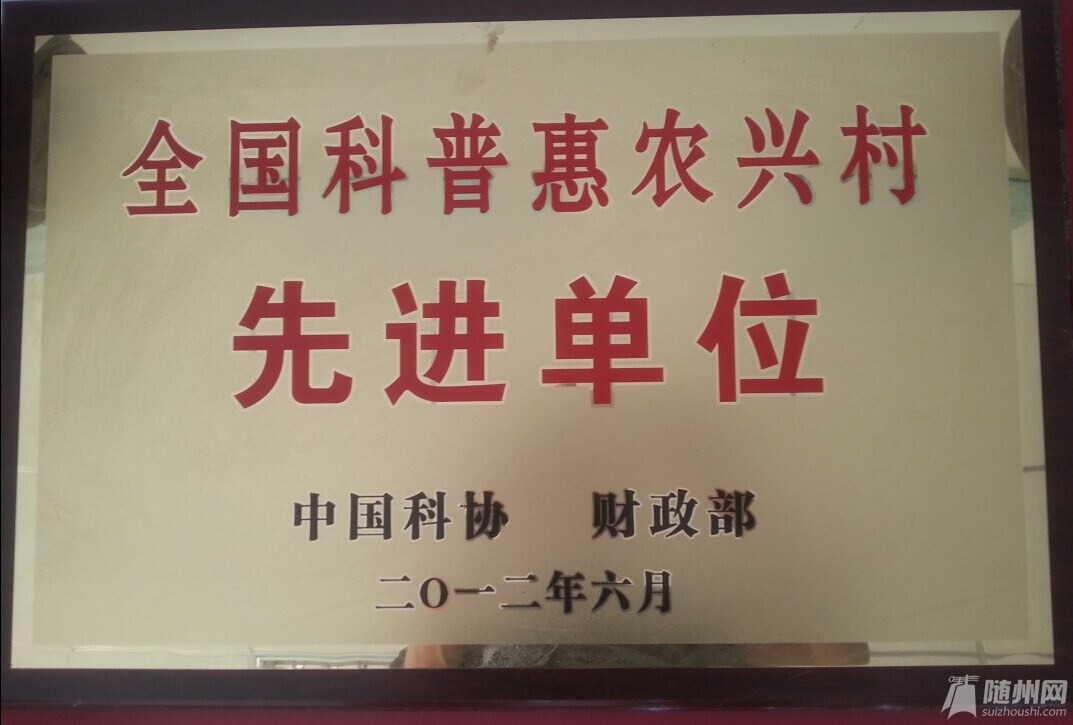 全国科普惠农兴村
先进单位
中国科协 财政部
二〇一二年六月
随州网
suizhoushi.com